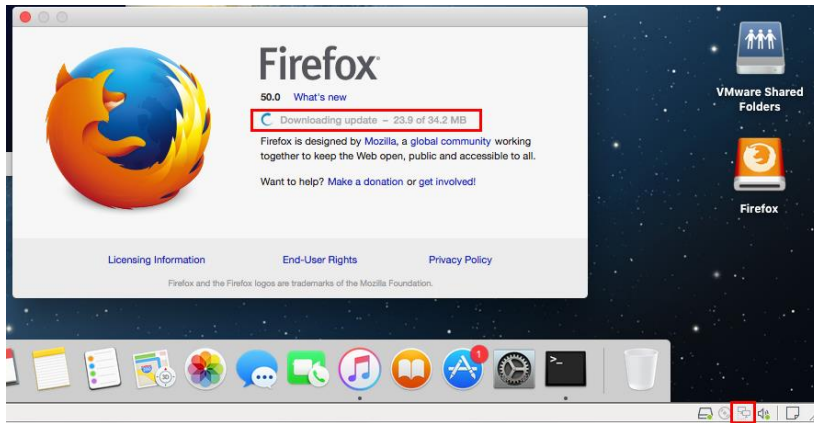 Firefox
50.0 What's new
Downloading update – 23.9 of 34.2 MB
Firefox is designed by Mozilla, a global community working
together to keep the Web open, public and accessible to all.
Want to help? Make a donation or get involved!
Licensing Information End-User Rights Privacy Policy
Firefox and the Firefox logos are trademarks of the Mozilla Foundation.
VMware Shared
Folders
Firefox
3D
1
>_